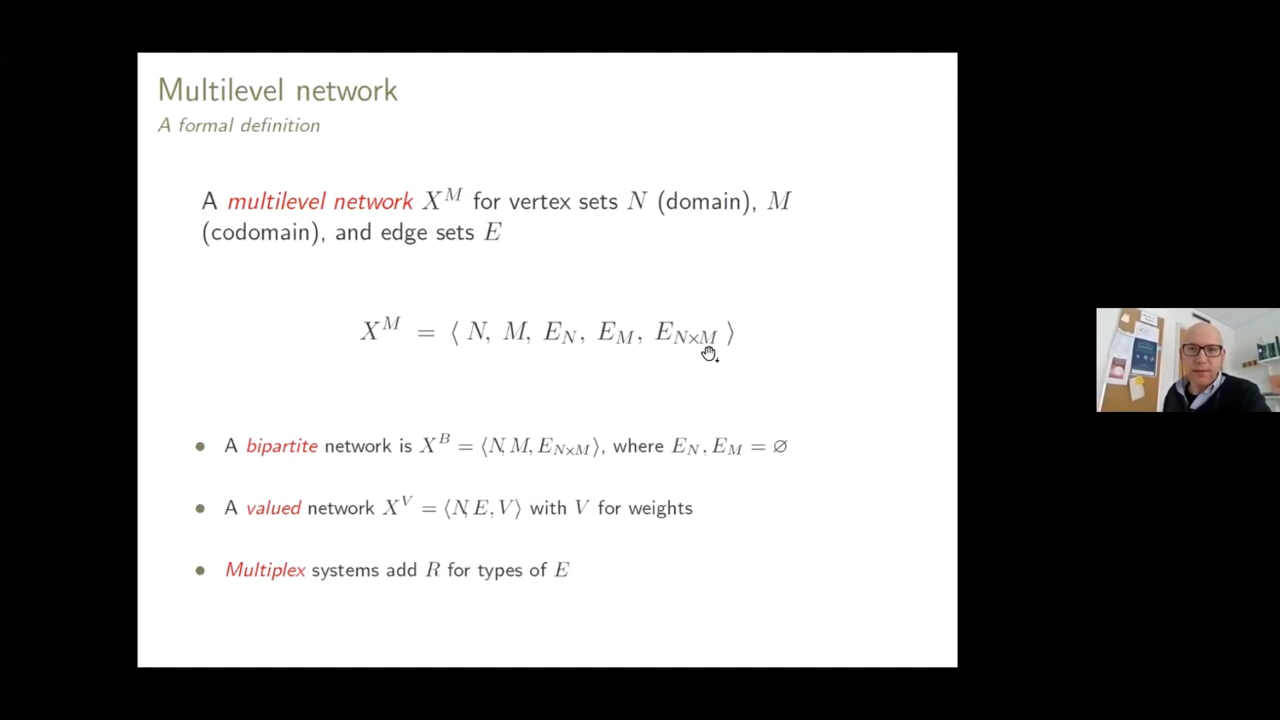 Multilevel network
A formal definition
A multilevel network X^M for vertex sets N (domain), M
(codomain), and edge sets E
X^M = ⟨ N, M, E_N, E_M, E_{N×M} ⟩
• A bipartite network is X^B = ⟨N, M, E_{N×M}⟩, where E_N, E_M = ∅
• A valued network X^V = ⟨N, E, V⟩ with V for weights
• Multiplex systems add R for types of E